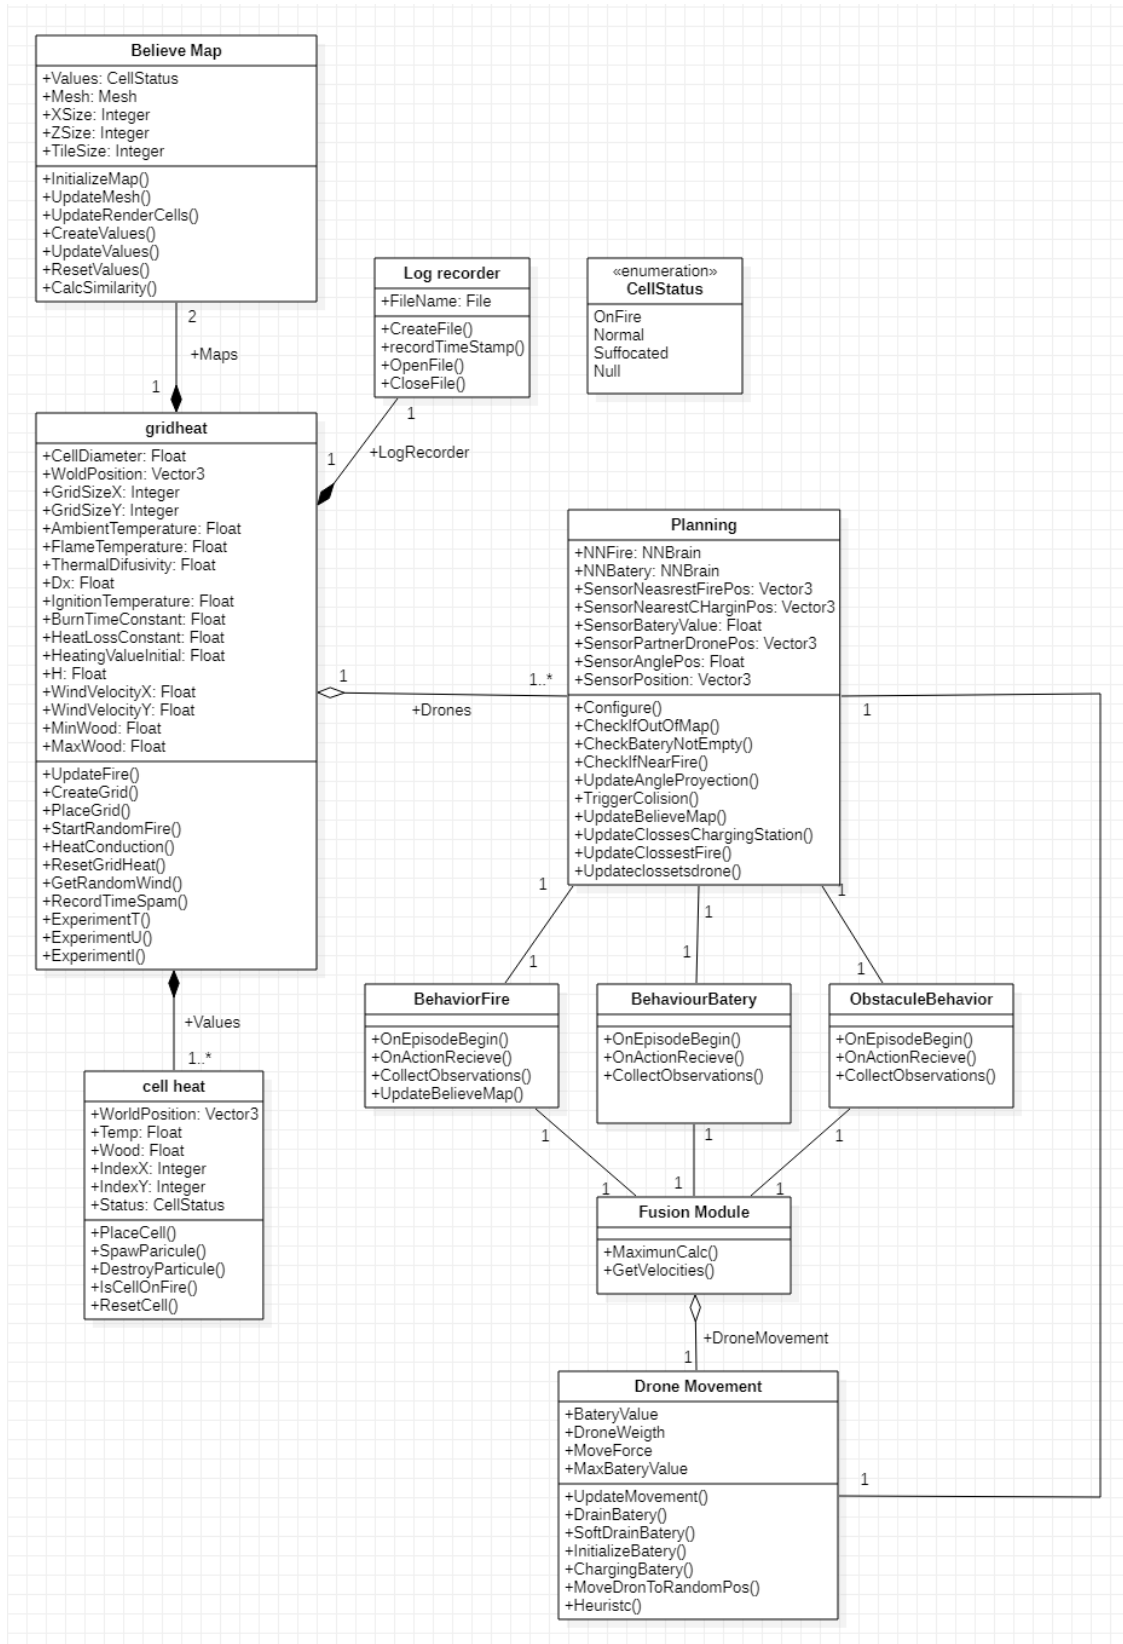 Believe Map
+Values: CellStatus
+Mesh: Mesh
+XSize: Integer
+ZSize: Integer
+TileSize: Integer
+InitializeMap()
+UpdateMesh()
+UpdateRenderCells()
+CreateValues()
+UpdateValues()
+ResetValues()
+CalcSimilarity()
2
+Maps
1
Log recorder
+FileName: File
+CreateFile()
+recordTimeStamp()
+OpenFile()
+CloseFile()
1
+LogRecorder
1
«enumeration»
CellStatus
OnFire
Normal
Suffocated
Null
gridheat
+CellDiameter: Float
+WoldPosition: Vector3
+GridSizeX: Integer
+GridSizeY: Integer
+AmbientTemperature: Float
+FlameTemperature: Float
+ThermalDifusivity: Float
+Dx: Float
+IgnitionTemperature: Float
+BurnTimeConstant: Float
+HeatLossConstant: Float
+HeatingValueInitial: Float
+H: Float
+WindVelocityX: Float
+WindVelocityY: Float
+MinWood: Float
+MaxWood: Float
+UpdateFire()
+CreateGrid()
+PlaceGrid()
+StartRandomFire()
+HeatConduction()
+ResetGridHeat()
+GetRandomWind()
+RecordTimeSpam()
+ExperimentT()
+ExperimentU()
+ExperimentI()
1
1..*
+Drones
Planning
+NNFire: NNBrain
+NNBatery: NNBrain
+SensorNeasrestFirePos: Vector3
+SensorNearestCHarginPos: Vector3
+SensorBateryValue: Float
+SensorPartnerDronePos: Vector3
+SensorAnglePos: Float
+SensorPosition: Vector3
+Configure()
+CheckIfOutOfMap()
+CheckBateryNotEmpty()
+CheckIfNearFire()
+UpdateAngleProyection()
+TriggerColision()
+UpdateBelieveMap()
+UpdateClossesChargingStation()
+UpdateClossestFire()
+Updateclossetsdrone()
1
1
1
1
1
1
1
+Values
1..*
cell heat
+WorldPosition: Vector3
+Temp: Float
+Wood: Float
+IndexX: Integer
+IndexY: Integer
+Status: CellStatus
+PlaceCell()
+SpawParicule()
+DestroyParticule()
+IsCellOnFire()
+ResetCell()
BehaviorFire
+OnEpisodeBegin()
+OnActionRecieve()
+CollectObservations()
+UpdateBelieveMap()
BehaviourBatery
+OnEpisodeBegin()
+OnActionRecieve()
+CollectObservations()
ObstaculeBehavior
+OnEpisodeBegin()
+OnActionRecieve()
+CollectObservations()
1
1
1
1
1
1
Fusion Module
+MaximunCalc()
+GetVelocities()
+DroneMovement
1
Drone Movement
+BateryValue
+DroneWeigth
+MoveForce
+MaxBateryValue
+UpdateMovement()
+DrainBatery()
+SoftDrainBatery()
+InitializeBatery()
+ChargingBatery()
+MoveDronToRandomPos()
+Heuristc()
1